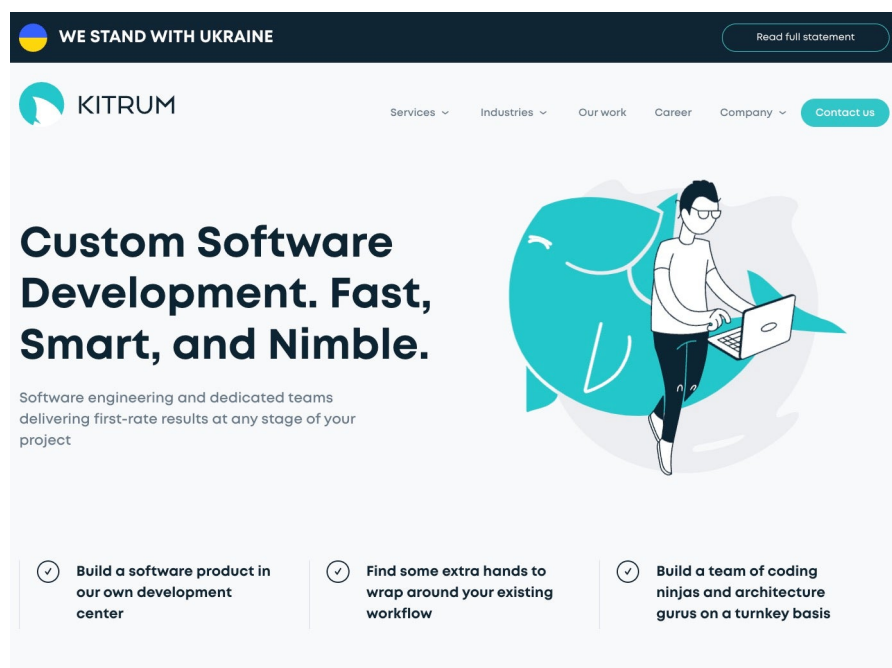 WE STAND WITH UKRAINE
Read full statement
KITRUM
Services
Industries
Our work
Career
Company
Contact us
Custom Software
Development. Fast,
Smart, and Nimble.
Software engineering and dedicated teams
delivering first-rate results at any stage of your
project
Build a software product in
our own development
center
Find some extra hands to
wrap around your existing
workflow
Build a team of coding
ninjas and architecture
gurus on a turnkey basis